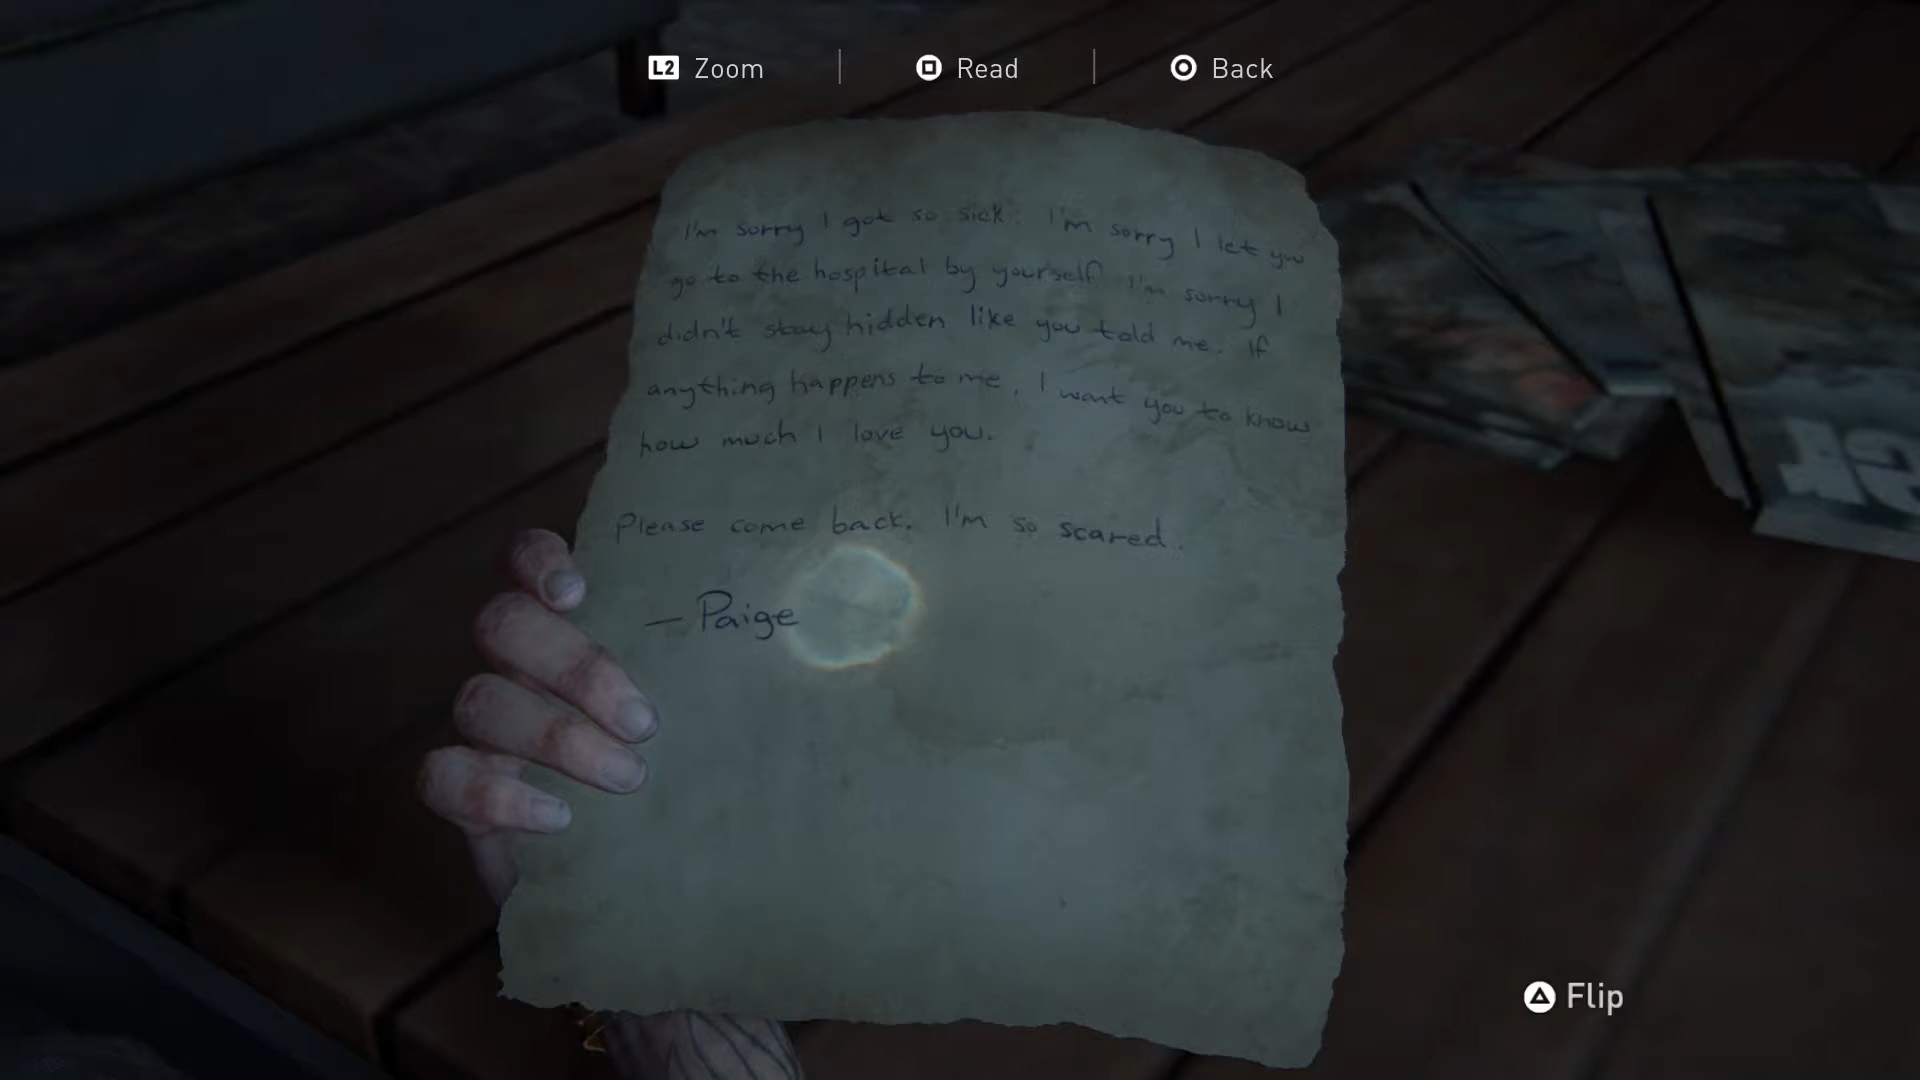 L2 Zoom Read Back
I'm sorry I got so sick. I'm sorry I let you
go to the hospital by yourself. I'm sorry I
didn't stay hidden like you told me. If
anything happens to me, I want you to know
how much I love you.
Please come back. I'm so scared.
— Paige
Flip